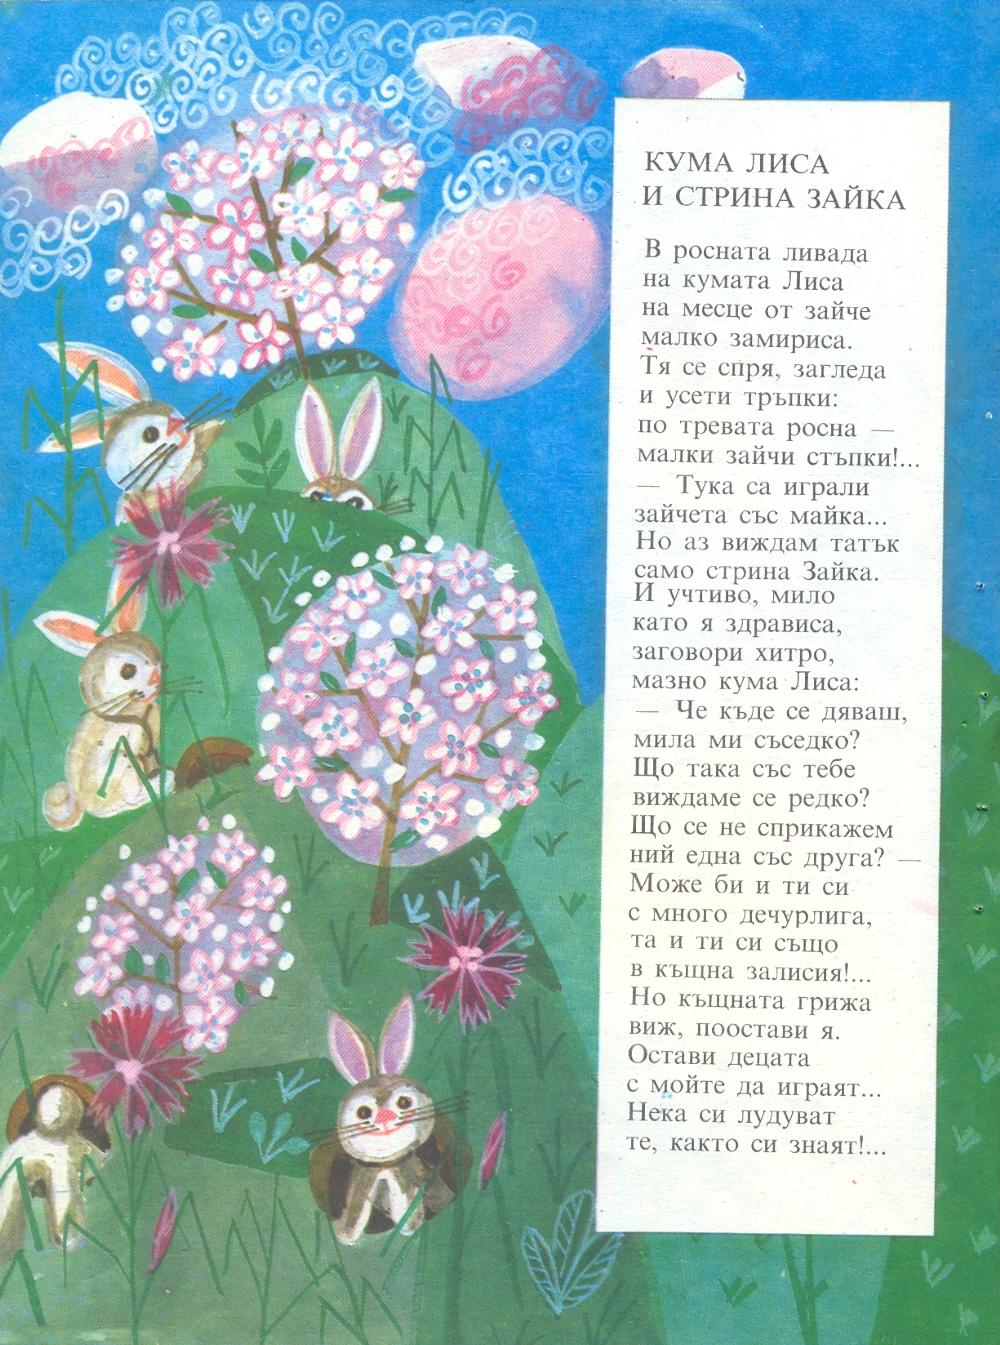 КУМА ЛИСА
И СТРИНА ЗАЙКА
В росната ливада
на кумата Лиса
на месце от зайче
малко замириса.
Тя се спря, загледа
и усети тръпки:
по тревата росна —
малки зайчи стъпки!...
— Тука са играли
зайчета със майка...
Но аз виждам татък
само стрина Зайка.
И учтиво, мило
като я здрависа,
заговори хитро,
мазно кума Лиса:
— Че къде се дяваш,
мила ми съседко?
Що така със тебе
виждаме се редко?
Що се не сприкажем
ний една със друга? —
Може би и ти си
с много дечурлига,
та и ти си също
в къщна залисия!...
Но къщната грижа
виж, поостави я.
Остави децата
с мойте да играят...
Нека си лудуват
те, както си знаят!...